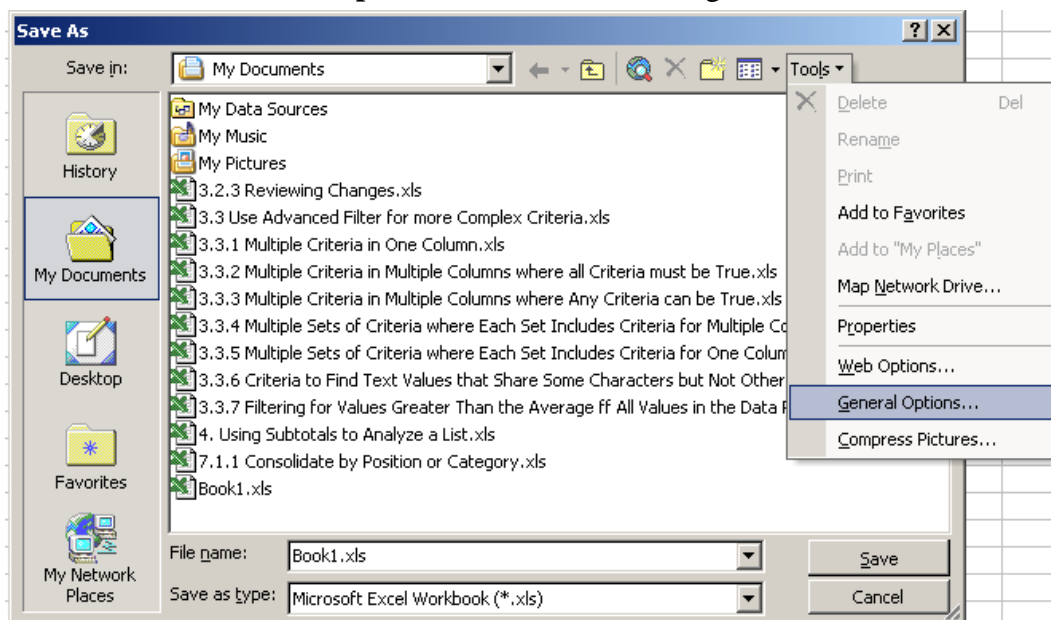 Save As
Save in:
My Documents
Tools
History
My Documents
Desktop
Favorites
My Network
Places
My Data Sources
My Music
My Pictures
3.2.3 Reviewing Changes.xls
3.3 Use Advanced Filter for more Complex Criteria.xls
3.3.1 Multiple Criteria in One Column.xls
3.3.2 Multiple Criteria in Multiple Columns where all Criteria must be True.xls
3.3.3 Multiple Criteria in Multiple Columns where Any Criteria can be True.xls
3.3.4 Multiple Sets of Criteria where Each Set Includes Criteria for Multiple Co
3.3.5 Multiple Sets of Criteria where Each Set Includes Criteria for One Colum
3.3.6 Criteria to Find Text Values that Share Some Characters but Not Other
3.3.7 Filtering for Values Greater Than the Average ff All Values in the Data
4. Using Subtotals to Analyze a List.xls
7.1.1 Consolidate by Position or Category.xls
Book1.xls
Delete Del
Rename
Print
Add to Favorites
Add to "My Places"
Map Network Drive...
Properties
Web Options...
General Options...
Compress Pictures...
File name: Book1.xls
Save
Save as type: Microsoft Excel Workbook (*.xls)
Cancel